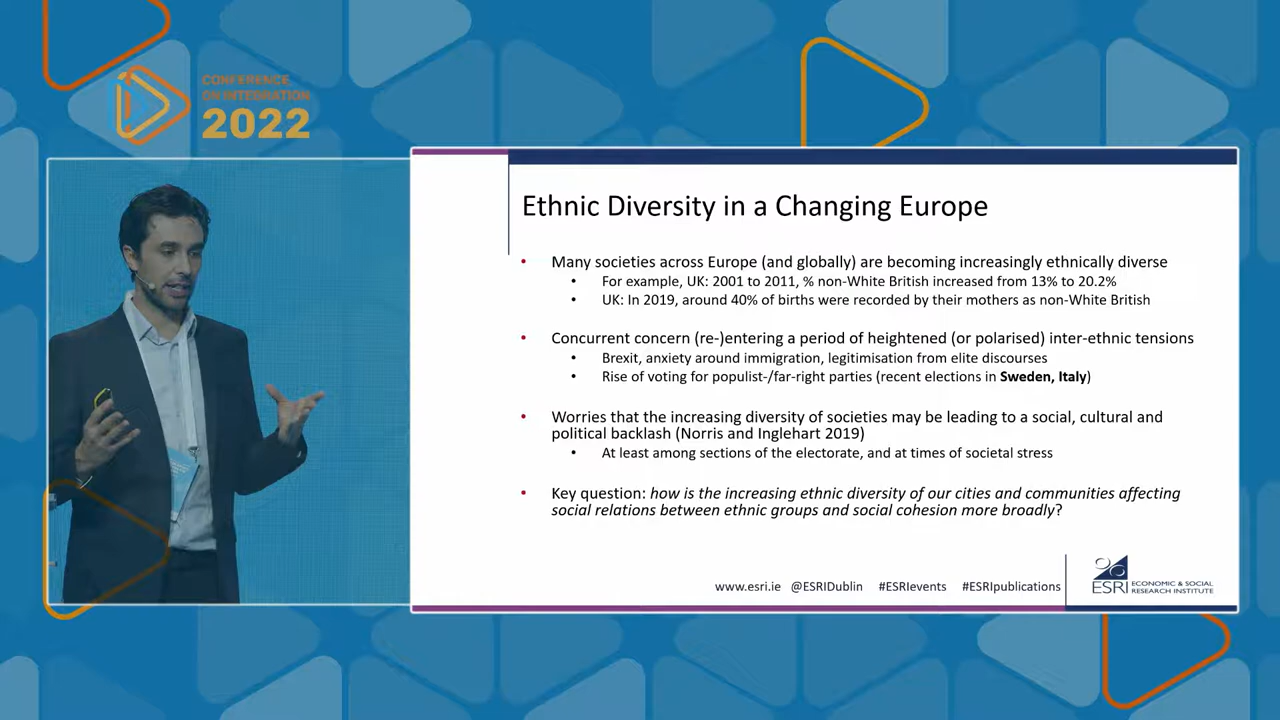 CONFERENCE
ON INTEGRATION
2022
Ethnic Diversity in a Changing Europe
• Many societies across Europe (and globally) are becoming increasingly ethnically diverse
• For example, UK: 2001 to 2011, % non-White British increased from 13% to 20.2%
• UK: In 2019, around 40% of births were recorded by their mothers as non-White British
• Concurrent concern (re-)entering a period of heightened (or polarised) inter-ethnic tensions
• Brexit, anxiety around immigration, legitimisation from elite discourses
• Rise of voting for populist-/far-right parties (recent elections in Sweden, Italy)
• Worries that the increasing diversity of societies may be leading to a social, cultural and
political backlash (Norris and Inglehart 2019)
• At least among sections of the electorate, and at times of societal stress
• Key question: how is the increasing ethnic diversity of our cities and communities affecting
social relations between ethnic groups and social cohesion more broadly?
www.esri.ie @ESRIDublin #ESRIevents #ESRIpublications
ESRI ECONOMIC & SOCIAL
RESEARCH INSTITUTE